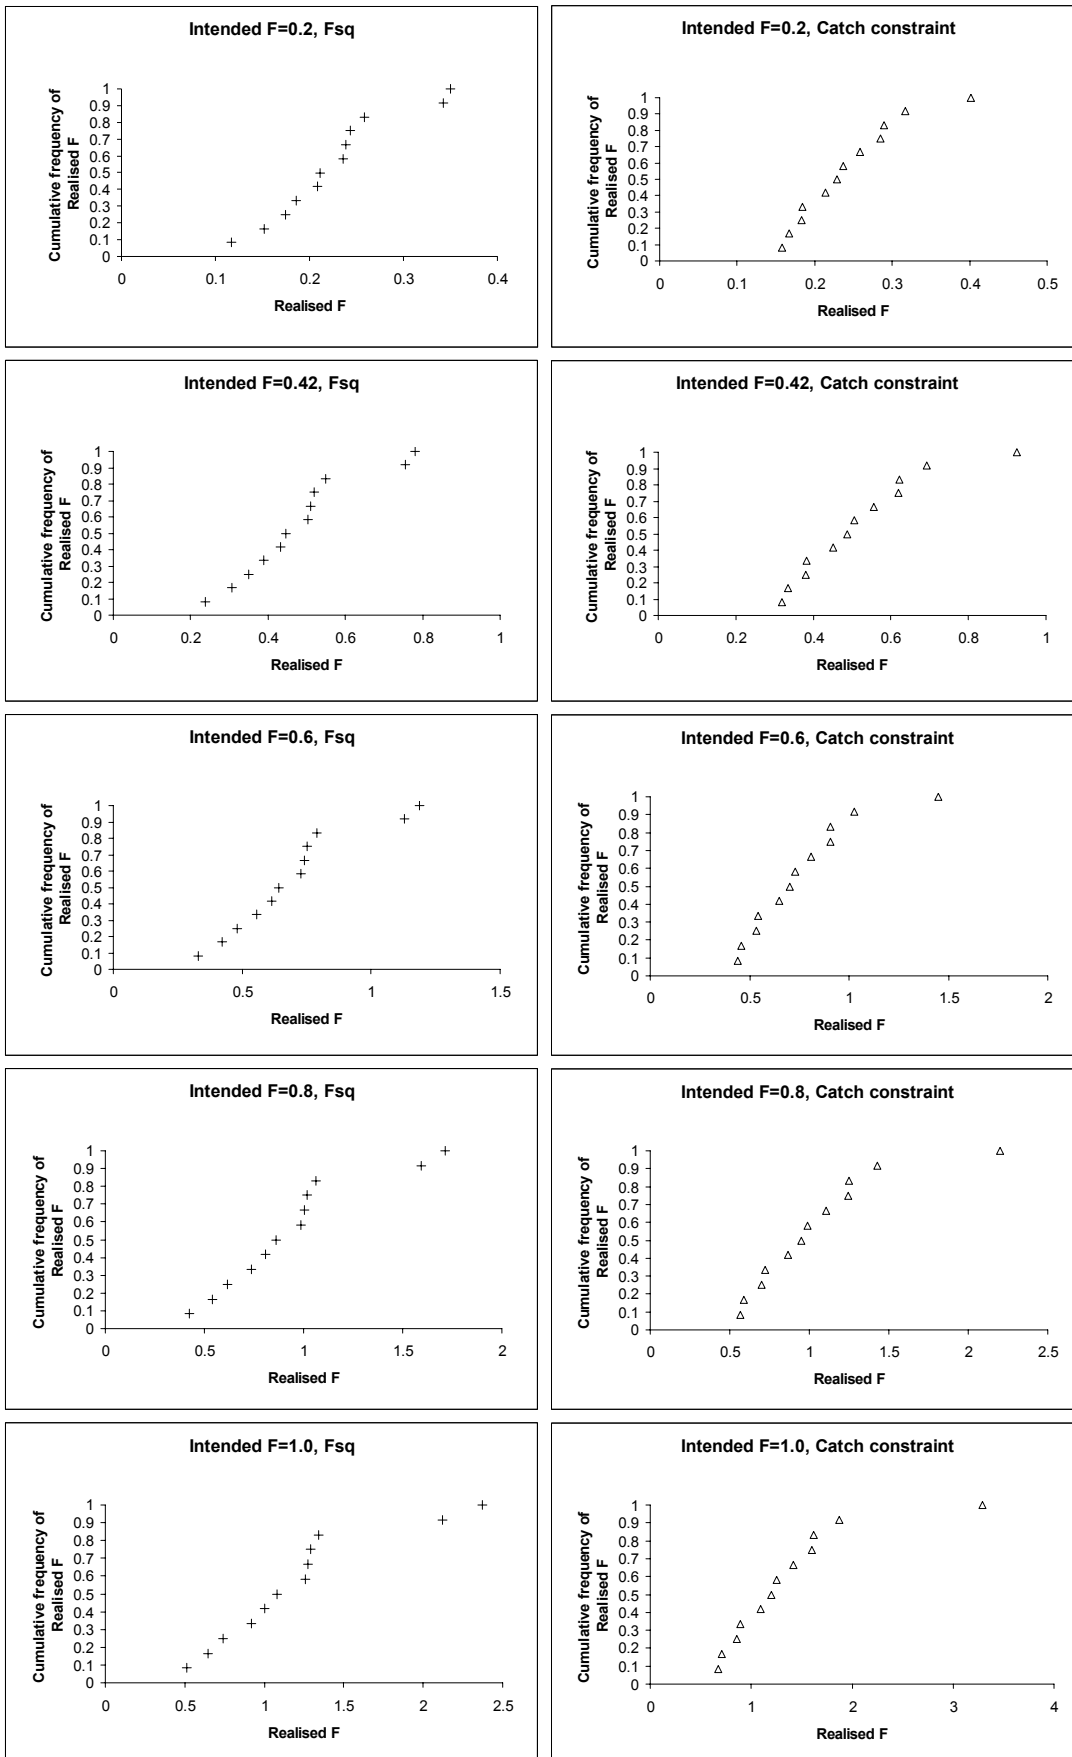 Intended F=0.2, Fsq
Cumulative frequency of
Realised F
1
0.9
0.8
0.7
0.6
0.5
0.4
0.3
0.2
0.1
0
0 0.1 0.2 0.3 0.4
Realised F
Intended F=0.2, Catch constraint
Cumulative frequency of
Realised F
1
0.9
0.8
0.7
0.6
0.5
0.4
0.3
0.2
0.1
0
0 0.1 0.2 0.3 0.4 0.5
Realised F
Intended F=0.42, Fsq
Cumulative frequency of
Realised F
1
0.9
0.8
0.7
0.6
0.5
0.4
0.3
0.2
0.1
0
0 0.2 0.4 0.6 0.8 1
Realised F
Intended F=0.42, Catch constraint
Cumulative frequency of
Realised F
1
0.9
0.8
0.7
0.6
0.5
0.4
0.3
0.2
0.1
0
0 0.2 0.4 0.6 0.8 1
Realised F
Intended F=0.6, Fsq
Cumulative frequency of
Realised F
1
0.9
0.8
0.7
0.6
0.5
0.4
0.3
0.2
0.1
0
0 0.5 1 1.5
Realised F
Intended F=0.6, Catch constraint
Cumulative frequency of
Realised F
1
0.9
0.8
0.7
0.6
0.5
0.4
0.3
0.2
0.1
0
0 0.5 1 1.5 2
Realised F
Intended F=0.8, Fsq
Cumulative frequency of
Realised F
1
0.9
0.8
0.7
0.6
0.5
0.4
0.3
0.2
0.1
0
0 0.5 1 1.5 2
Realised F
Intended F=0.8, Catch constraint
Cumulative frequency of
Realised F
1
0.9
0.8
0.7
0.6
0.5
0.4
0.3
0.2
0.1
0
0 0.5 1 1.5 2 2.5
Realised F
Intended F=1.0, Fsq
Cumulative frequency of
Realised F
1
0.9
0.8
0.7
0.6
0.5
0.4
0.3
0.2
0.1
0
0 0.5 1 1.5 2 2.5
Realised F
Intended F=1.0, Catch constraint
Cumulative frequency of
Realised F
1
0.9
0.8
0.7
0.6
0.5
0.4
0.3
0.2
0.1
0
0 1 2 3 4
Realised F